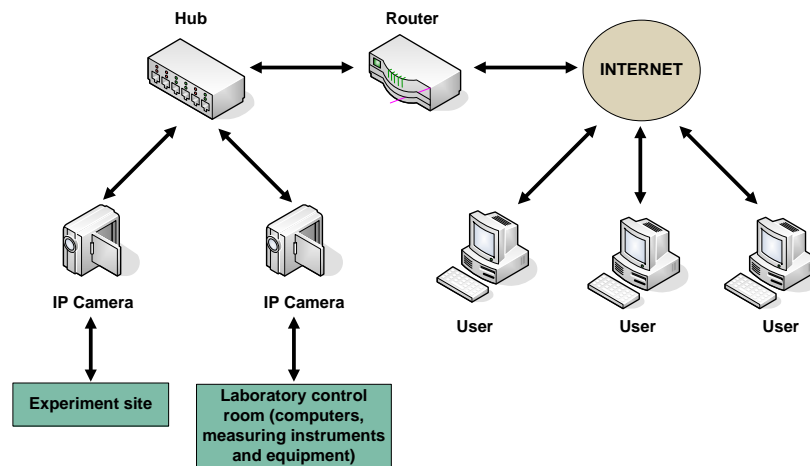 Hub
Router
INTERNET
IP Camera
IP Camera
User
User
User
Experiment site
Laboratory control
room (computers,
measuring instruments
and equipment)